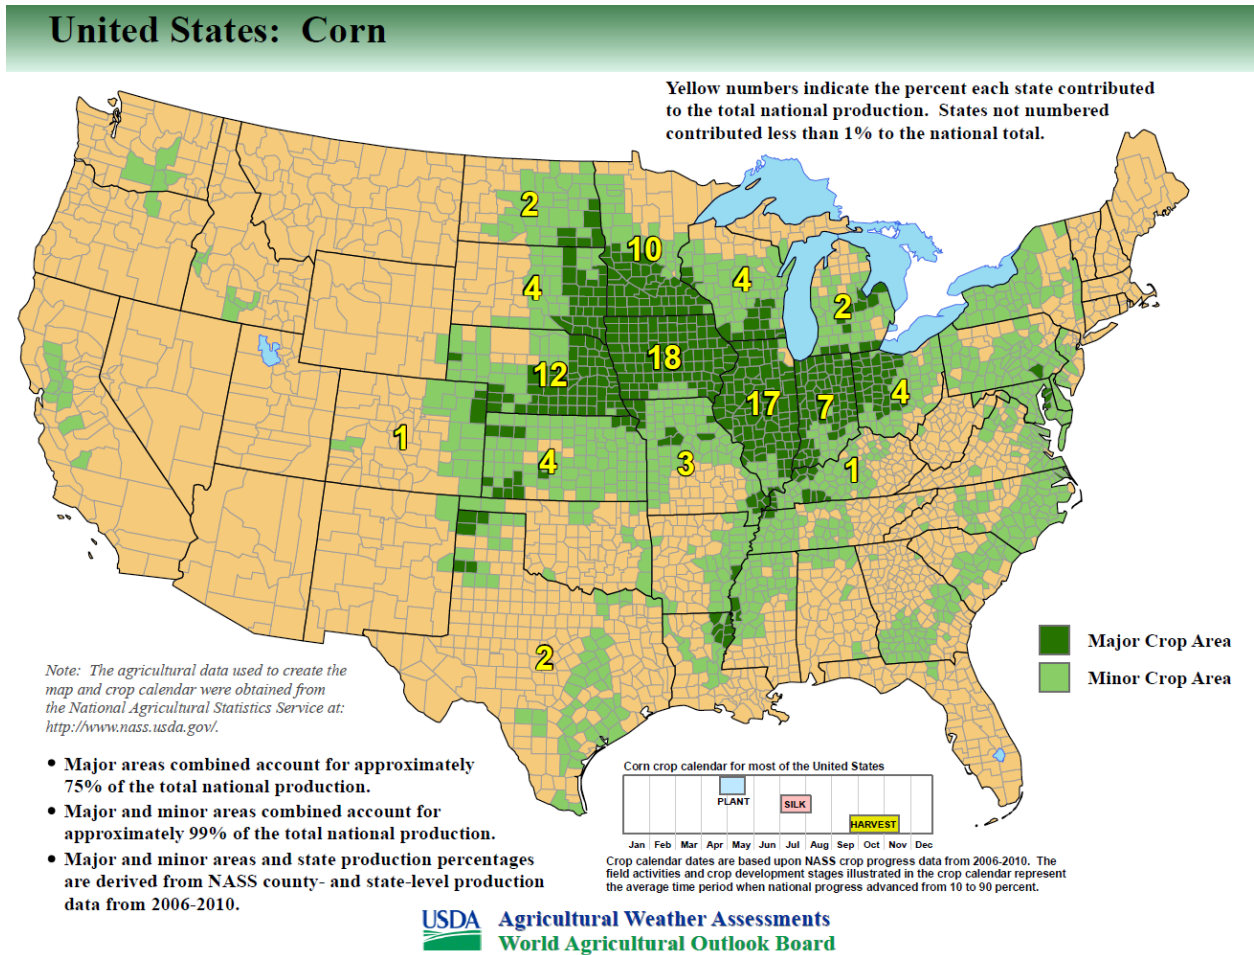 United States: Corn
Yellow numbers indicate the percent each state contributed
to the total national production. States not numbered
contributed less than 1% to the national total.
2
10
4
4
2
12
18
17
7
4
1
4
3
1
2
Major Crop Area
Minor Crop Area
Note: The agricultural data used to create the
map and crop calendar were obtained from
the National Agricultural Statistics Service at:
http://www.nass.usda.gov/.
• Major areas combined account for approximately
75% of the total national production.
• Major and minor areas combined account for
approximately 99% of the total national production.
• Major and minor areas and state production percentages
are derived from NASS county- and state-level production
data from 2006-2010.
Corn crop calendar for most of the United States
PLANT
SILK
HARVEST
Jan Feb Mar Apr May Jun Jul Aug Sep Oct Nov Dec
Crop calendar dates are based upon NASS crop progress data from 2006-2010. The
field activities and crop development stages illustrated in the crop calendar represent
the average time period when national progress advanced from 10 to 90 percent.
USDA
Agricultural Weather Assessments
World Agricultural Outlook Board